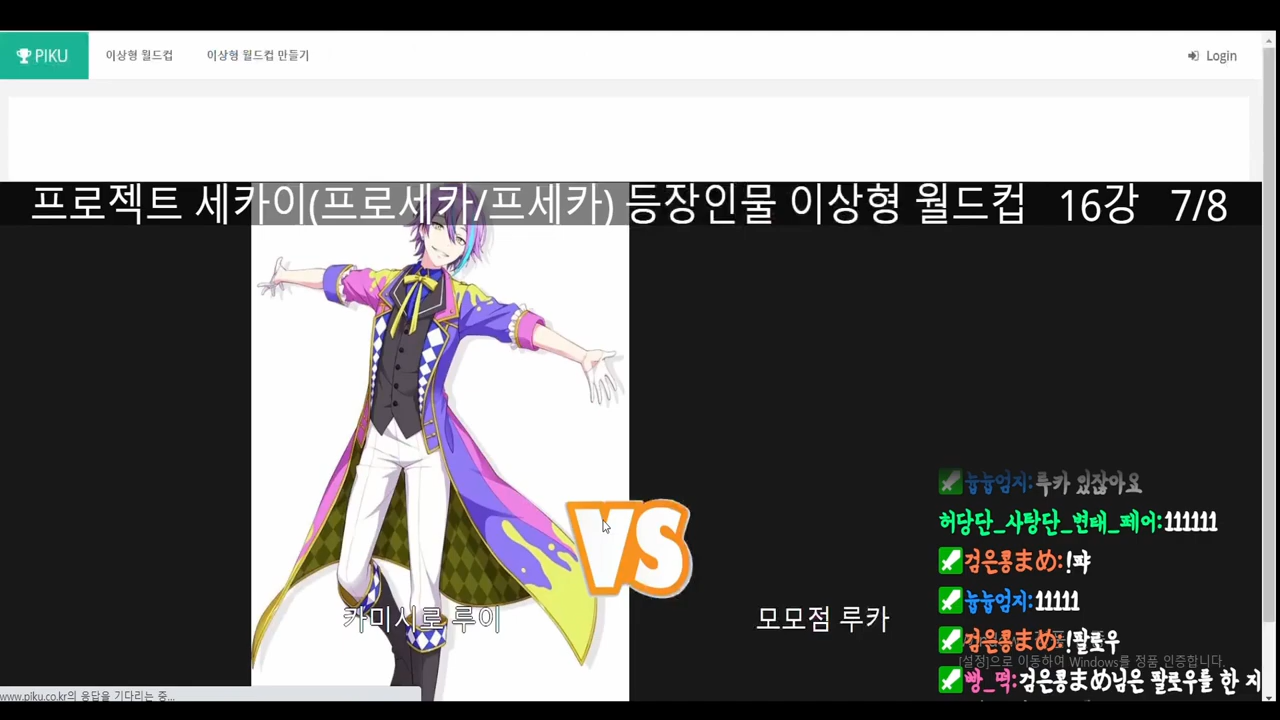 PIKU
이상형 월드컵
이상형 월드컵 만들기
Login
프로젝트 세카이(프로세카/프세카) 등장인물 이상형 월드컵 16강 7/8
VS
카미시로 루이
모모점 루카
늅늅엄지: 루카 있잖아요
허당단_사탕단_변태_페어: 111111
검은콩まめ: !퍄
늅늅엄지: 11111
검은콩まめ: !팔로우
[설정]으로 이동하여 Windows를 정품 인증합니다.
빵_떡: 검은콩まめ님은 팔로우를 한 지
www.piku.co.kr의 응답을 기다리는 중...